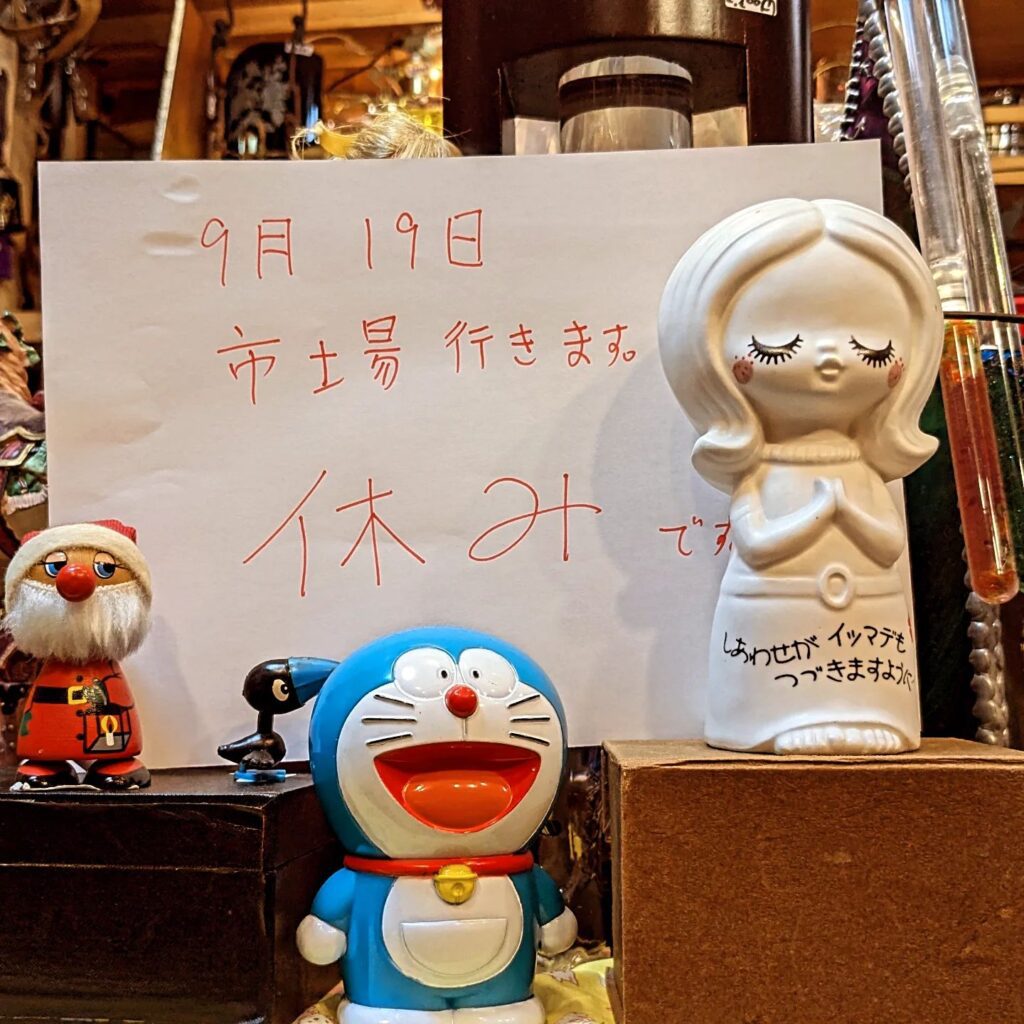 9月 19日
市場 行きます。
休み です
しあわせが イツマデも
つづきますように